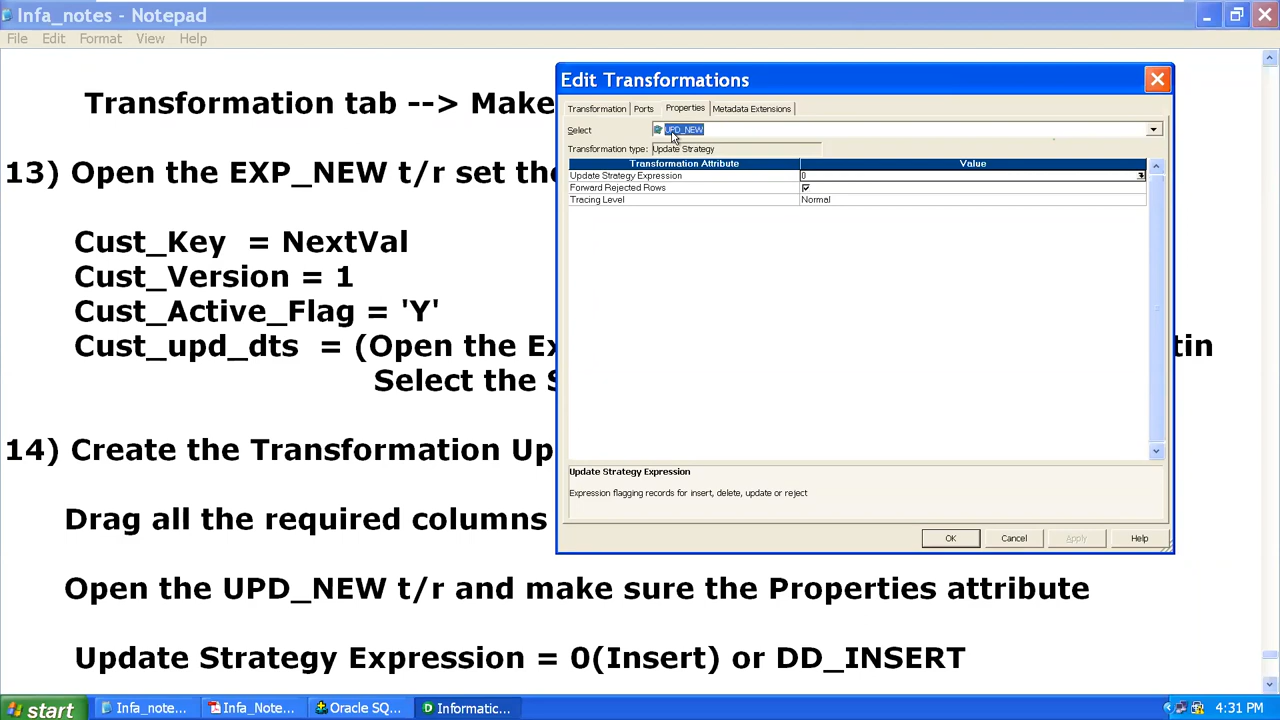 Infa_notes - Notepad
File Edit Format View Help
Transformation tab --> Make
13) Open the EXP_NEW t/r set the
Cust_Key = NextVal
Cust_Version = 1
Cust_Active_Flag = 'Y'
Cust_upd_dts = (Open the Ex
tin
Select the S
14) Create the Transformation Up
Drag all the required columns
Open the UPD_NEW t/r and make sure the Properties attribute
Update Strategy Expression = 0(Insert) or DD_INSERT
Edit Transformations
Transformation Ports Properties Metadata Extensions
Select UPD_NEW
Transformation type: Update Strategy
Transformation Attribute Value
Update Strategy Expression 0
Forward Rejected Rows
Tracing Level Normal
Update Strategy Expression
Expression flagging records for insert, delete, update or reject
OK Cancel Apply Help
start Infa_note... Infa_Note... Oracle SQ... Informatic... 4:31 PM